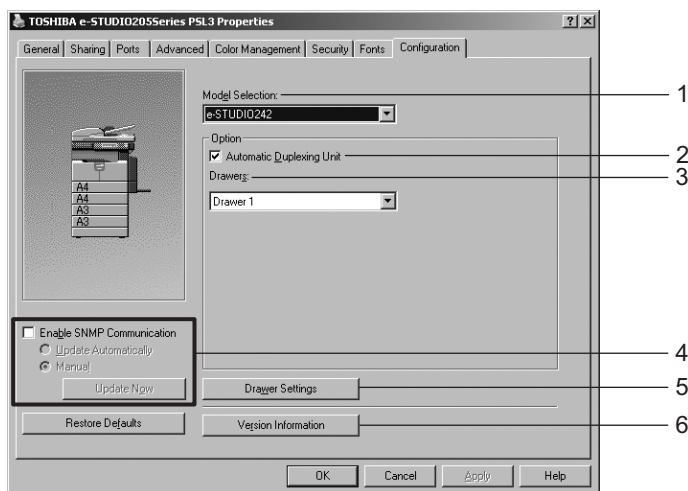 TOSHIBA e-STUDIO205Series PSL3 Properties
General Sharing Ports Advanced Color Management Security Fonts Configuration
Model Selection:
1
e-STUDIO242
Option
Automatic Duplexing Unit
2
Drawers:
3
Drawer 1
A4
A4
A3
A3
Enable SNMP Communication
Update Automatically
4
Manual
Update Now
Drawer Settings
5
Restore Defaults
Version Information
6
OK Cancel Apply Help